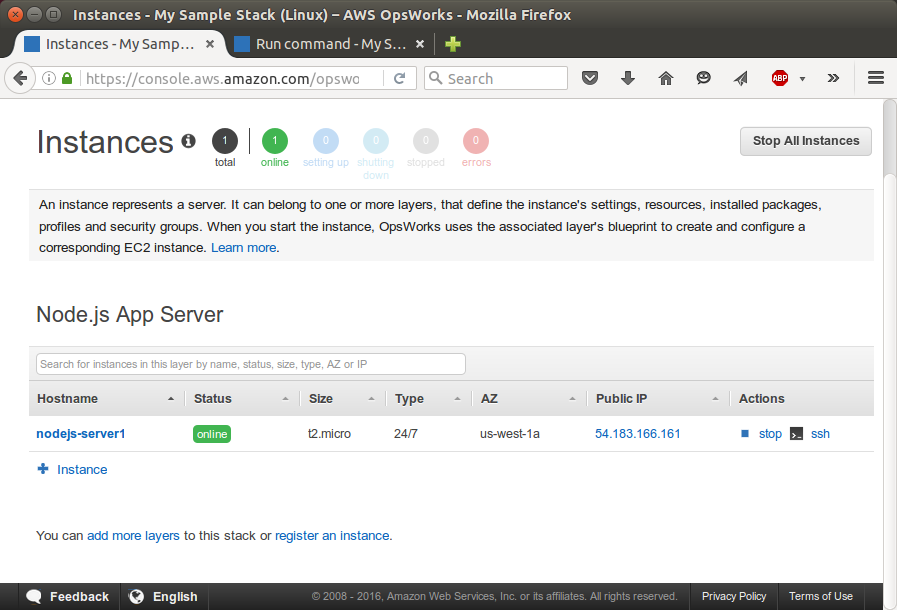 Instances - My Sample Stack (Linux) – AWS OpsWorks - Mozilla Firefox
Instances - My Samp... × Run command - My S... ×
https://console.aws.amazon.com/opswo Search ABP
Instances i 1 1 0 0 0 0 Stop All Instances
total online setting up shutting down stopped errors
An instance represents a server. It can belong to one or more layers, that define the instance's settings, resources, installed packages,
profiles and security groups. When you start the instance, OpsWorks uses the associated layer's blueprint to create and configure a
corresponding EC2 instance. Learn more.
Node.js App Server
Search for instances in this layer by name, status, size, type, AZ or IP
Hostname Status Size Type AZ Public IP Actions
nodejs-server1 online t2.micro 24/7 us-west-1a 54.183.166.161 stop ssh
Instance
You can add more layers to this stack or register an instance.
Feedback English © 2008 - 2016, Amazon Web Services, Inc. or its affiliates. All rights reserved. Privacy Policy Terms of Use